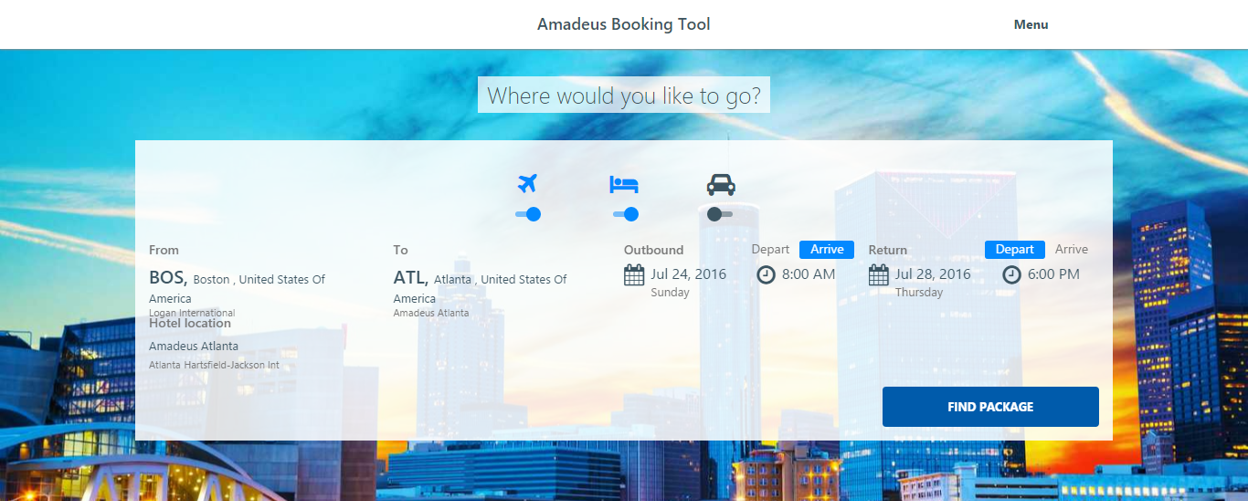 Amadeus Booking Tool
Menu
Where would you like to go?
From
BOS, Boston , United States Of
America
Logan International
To
ATL, Atlanta , United States Of
America
Amadeus Atlanta
Outbound
Depart Arrive
Jul 24, 2016 8:00 AM
Sunday
Return
Depart Arrive
Jul 28, 2016 6:00 PM
Thursday
Hotel location
Amadeus Atlanta
Atlanta Hartsfield-Jackson Int
FIND PACKAGE